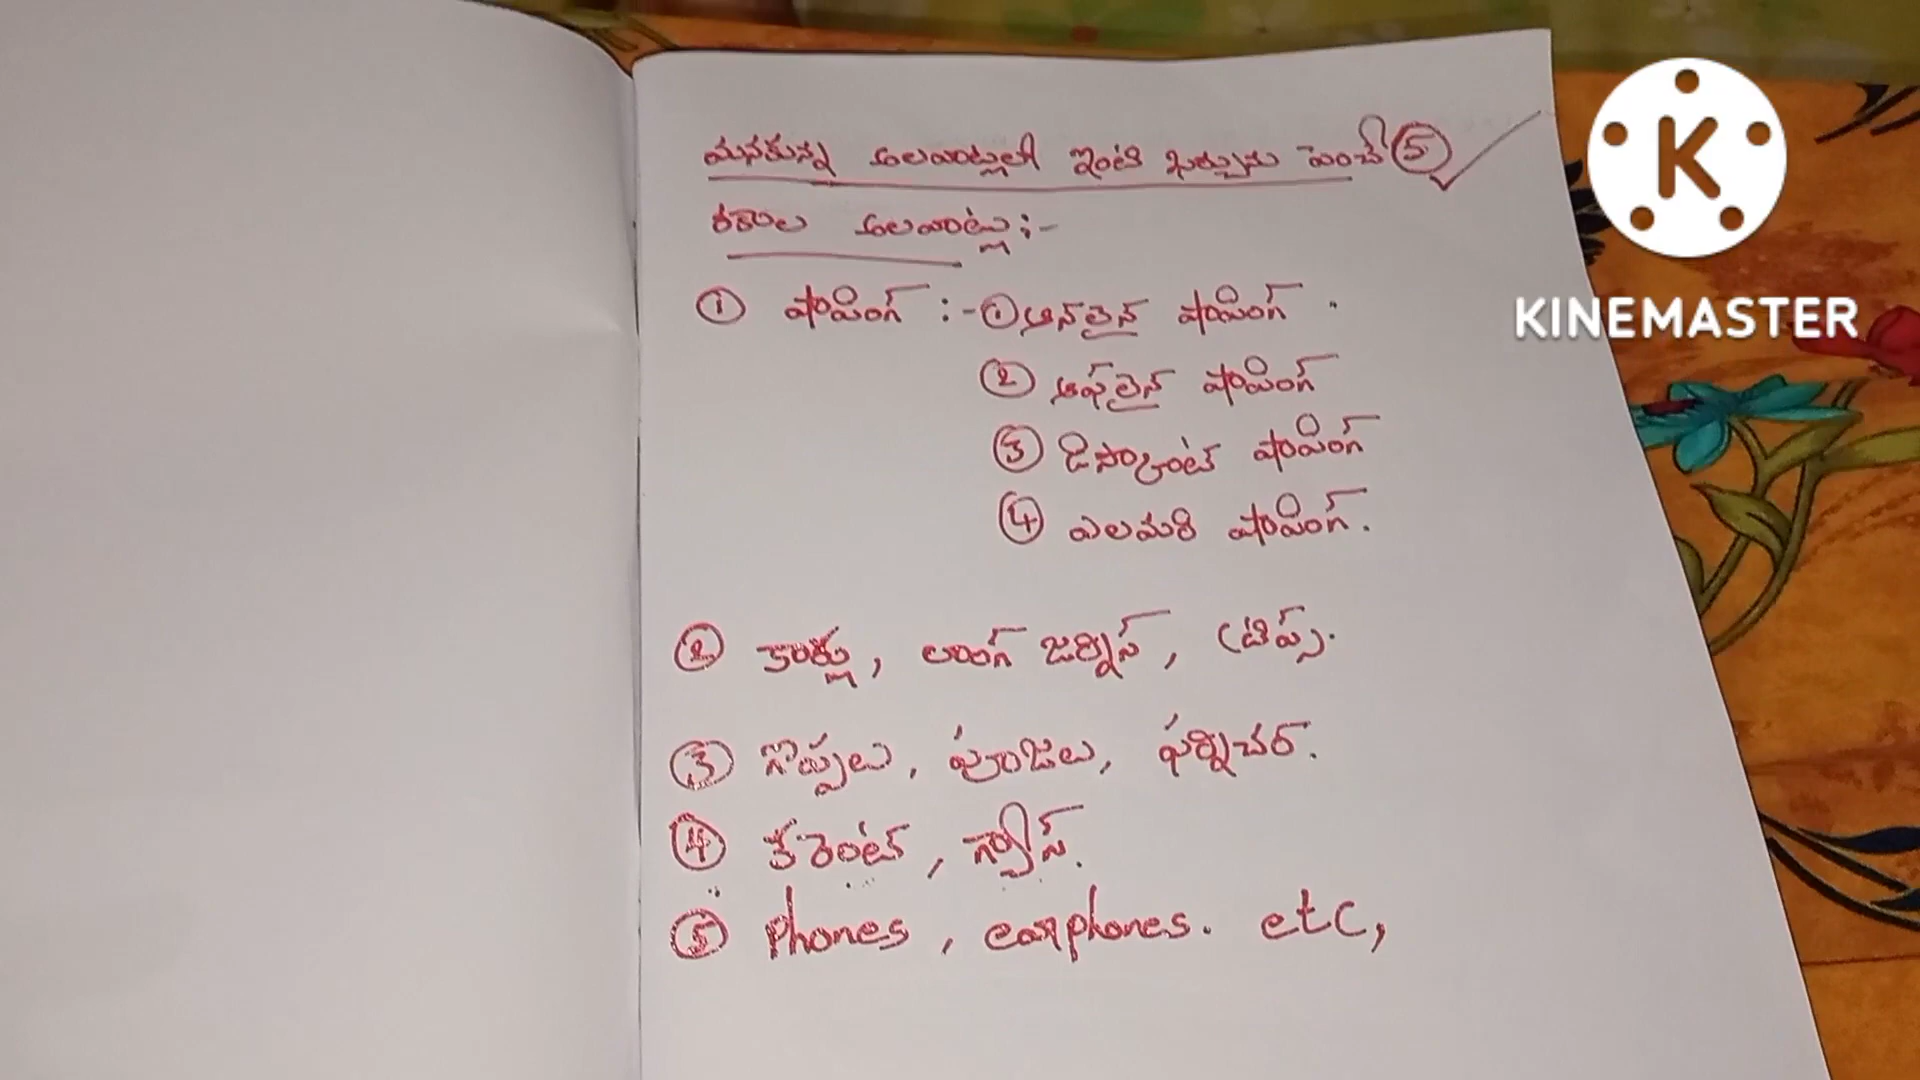 మనకున్న అలవాట్లలో ఇంటి ఖర్చును పెంచే ⑤
రకాల అలవాట్లు :-
① షాపింగ్ :- ① ఆన్‌లైన్ షాపింగ్ .
② ఆఫ్‌లైన్ షాపింగ్
③ డిస్కౌంట్ షాపింగ్
④ ఎలమరి షాపింగ్.
② కార్లు, లాంగ్ జర్నీస్, ట్రిప్స్.
③ గొప్పలు, పూజలు, ఫర్నిచర్.
④ కరెంట్, గ్యాస్.
⑤ Phones, earphones. etc,
K
KINEMASTER